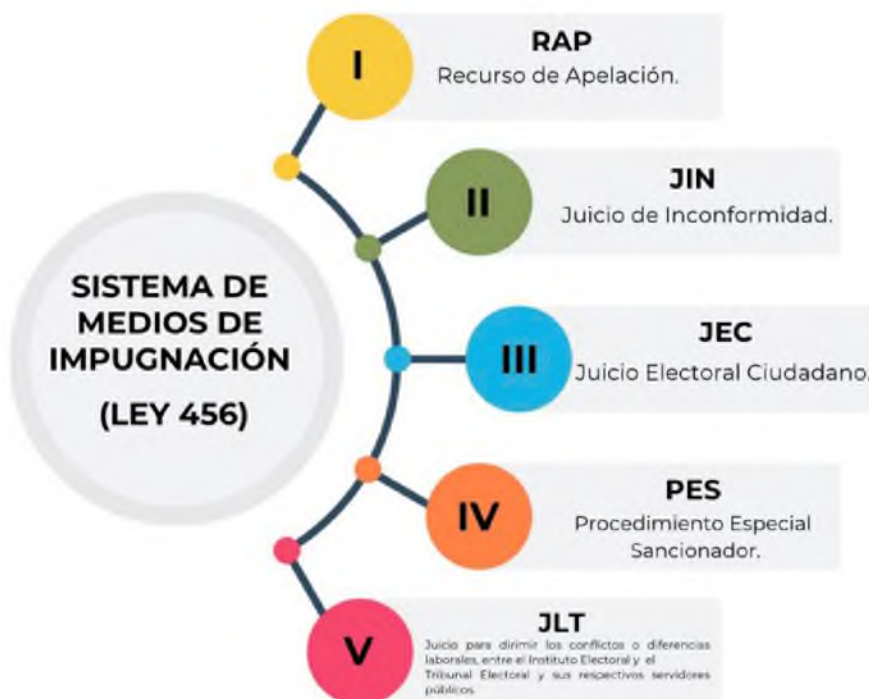 SISTEMA DE
MEDIOS DE
IMPUGNACIÓN
(LEY 456)
I
RAP
Recurso de Apelación.
II
JIN
Juicio de Inconformidad.
III
JEC
Juicio Electoral Ciudadano.
IV
PES
Procedimiento Especial
Sancionador.
V
JLT
Juicio para dirimir los conflictos o diferencias
laborales, entre el Instituto Electoral y el
Tribunal Electoral y sus respectivos servidores
públicos.